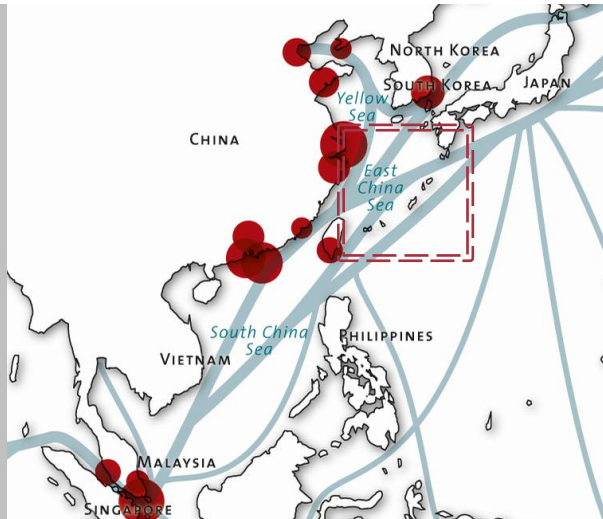 NORTH KOREA
SOUTH KOREA
JAPAN
Yellow
Sea
CHINA
East
China
Sea
South China
Sea
PHILIPPINES
VIETNAM
MALAYSIA
SINGAPORE